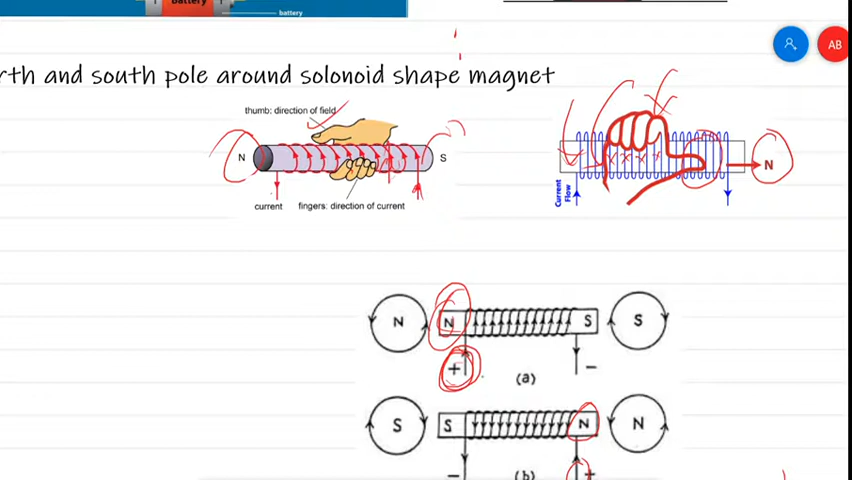 Battery
battery
rth and south pole around solonoid shape magnet
AB
thumb: direction of field
N
S
current
fingers: direction of current
Current
Flow
N
N
N
S
S
+
-
(a)
S
S
N
N
-
+
(b)